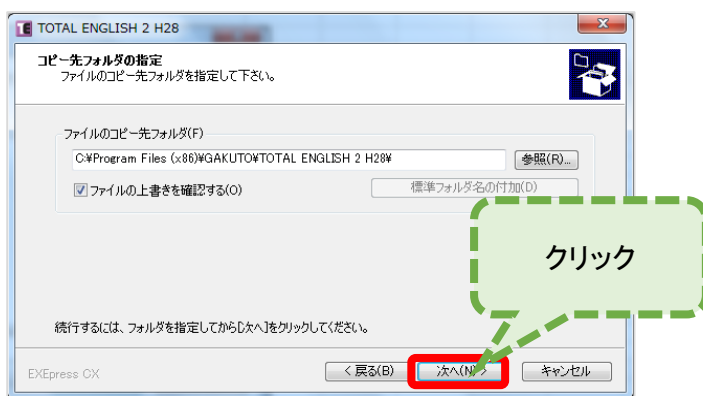 TOTAL ENGLISH 2 H28
コピー先フォルダの指定
ファイルのコピー先フォルダを指定して下さい。
ファイルのコピー先フォルダ(F)
C:¥Program Files (x86)¥GAKUTO¥TOTAL ENGLISH 2 H28¥
参照(R)...
ファイルの上書きを確認する(O)
標準フォルダ名の付加(D)
クリック
続行するには、フォルダを指定してから[次へ]をクリックしてください。
EXEpress CX
< 戻る(B)
次へ(N) >
キャンセル